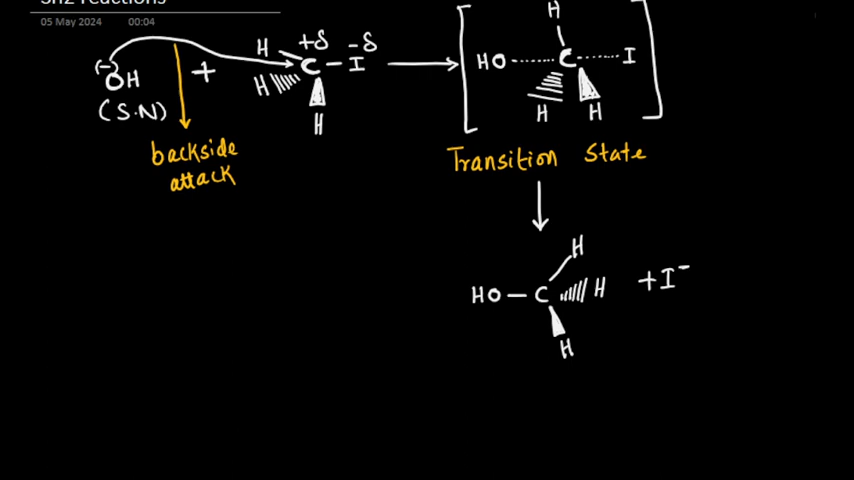 Sn2 reactions
05 May 2024 00:04
(-) OH + H H C +δ - I -δ H
(S.N)
backside
attack
[ HO ...... C ...... I H H H ]
Transition State
HO - C H H H + I⁻